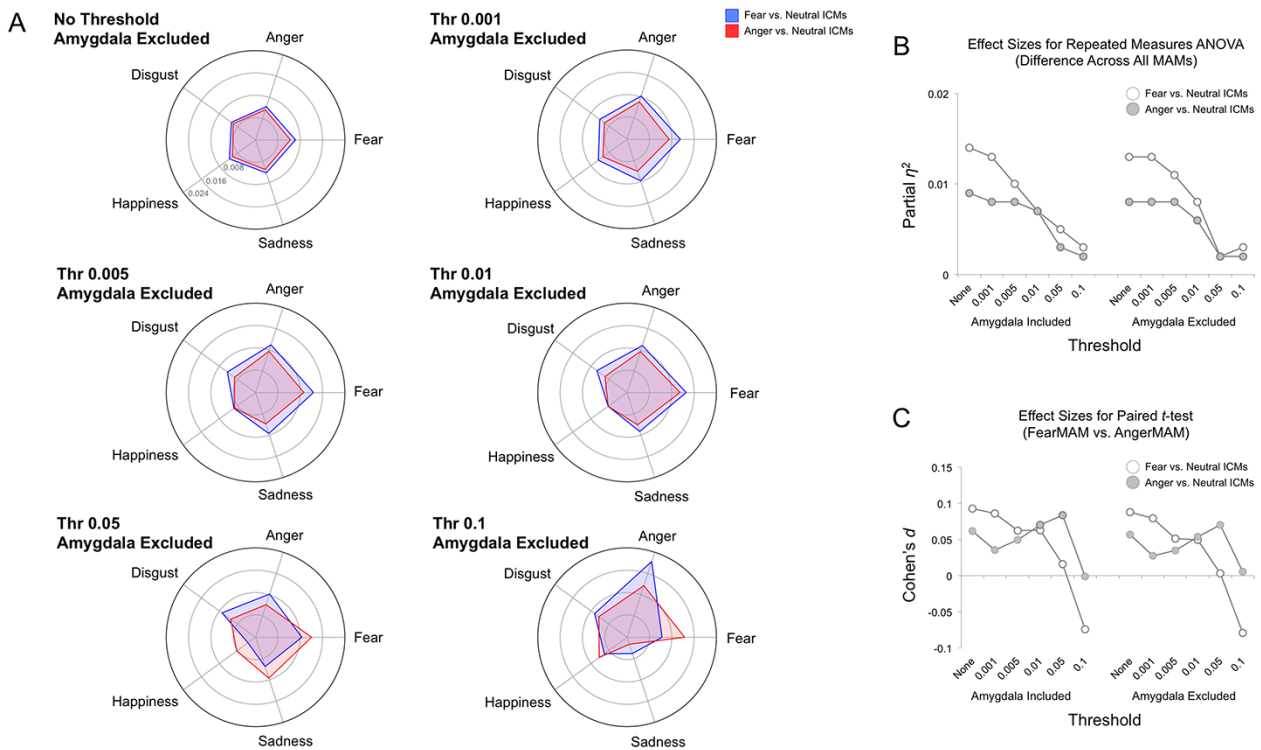 A
No Threshold
Amygdala Excluded
Anger
Disgust
Fear
0.008
0.016
0.024
Happiness
Sadness
Thr 0.001
Amygdala Excluded
Anger
Disgust
Fear
Happiness
Sadness
Fear vs. Neutral ICMs
Anger vs. Neutral ICMs
Thr 0.005
Amygdala Excluded
Anger
Disgust
Fear
Happiness
Sadness
Thr 0.01
Amygdala Excluded
Anger
Disgust
Fear
Happiness
Sadness
Thr 0.05
Amygdala Excluded
Anger
Disgust
Fear
Happiness
Sadness
Thr 0.1
Amygdala Excluded
Anger
Disgust
Fear
Happiness
Sadness
B
Effect Sizes for Repeated Measures ANOVA
(Difference Across All MAMs)
Fear vs. Neutral ICMs
Anger vs. Neutral ICMs
0.02
0.01
0
Partial η²
None 0.001 0.005 0.01 0.05 0.1 None 0.001 0.005 0.01 0.05 0.1
Amygdala Included Amygdala Excluded
Threshold
C
Effect Sizes for Paired t-test
(FearMAM vs. AngerMAM)
Fear vs. Neutral ICMs
Anger vs. Neutral ICMs
0.15
0.1
0.05
0
-0.05
-0.1
Cohen's d
None 0.001 0.005 0.01 0.05 0.1 None 0.001 0.005 0.01 0.05 0.1
Amygdala Included Amygdala Excluded
Threshold